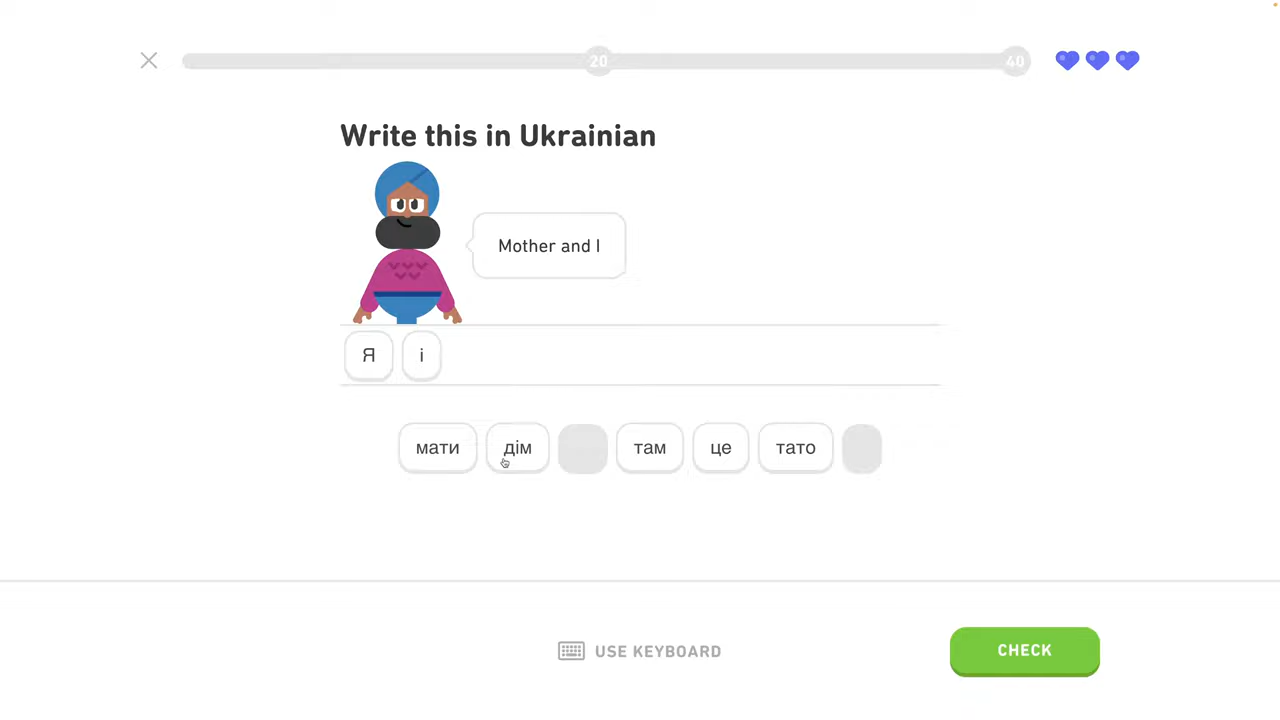 20
40
Write this in Ukrainian
Mother and I
Я і
мати дім там це тато
USE KEYBOARD
CHECK